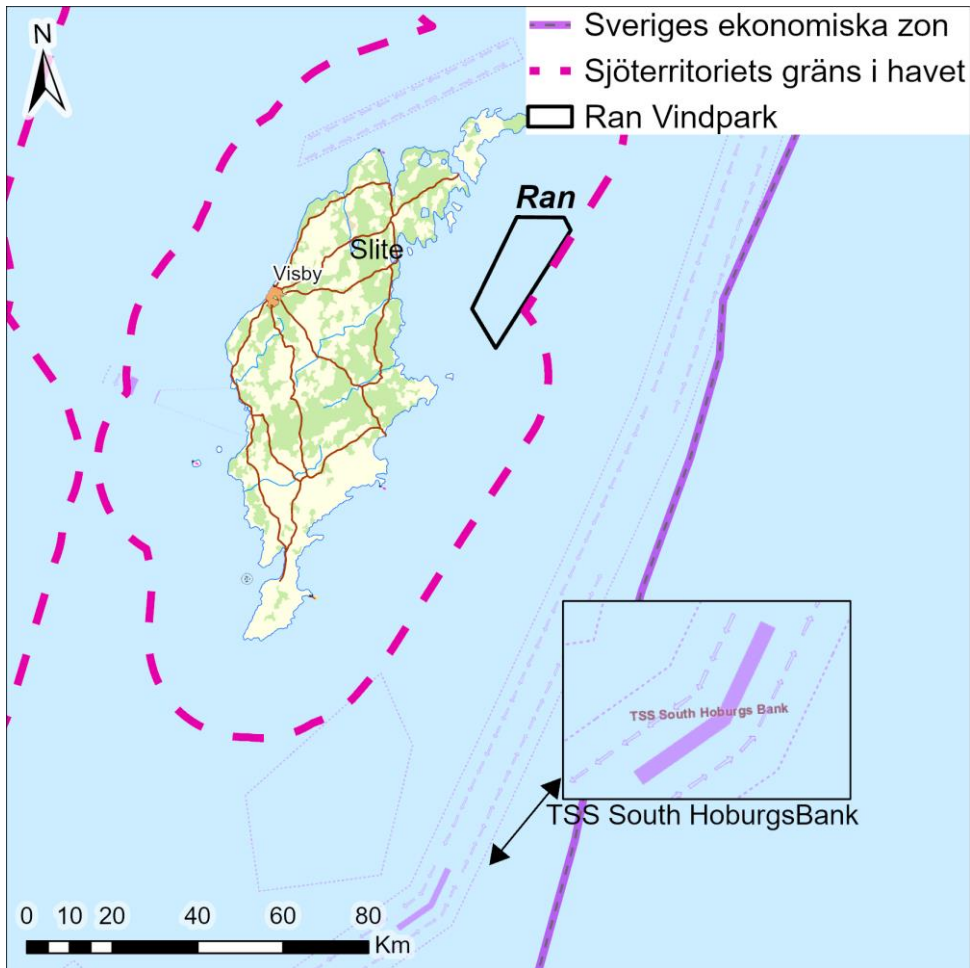 N
Sveriges ekonomiska zon
Sjöterritoriets gräns i havet
Ran Vindpark
Ran
Slite
Visby
TSS South Hoburgs Bank
TSS South HoburgsBank
0 10 20 40 60 80
Km